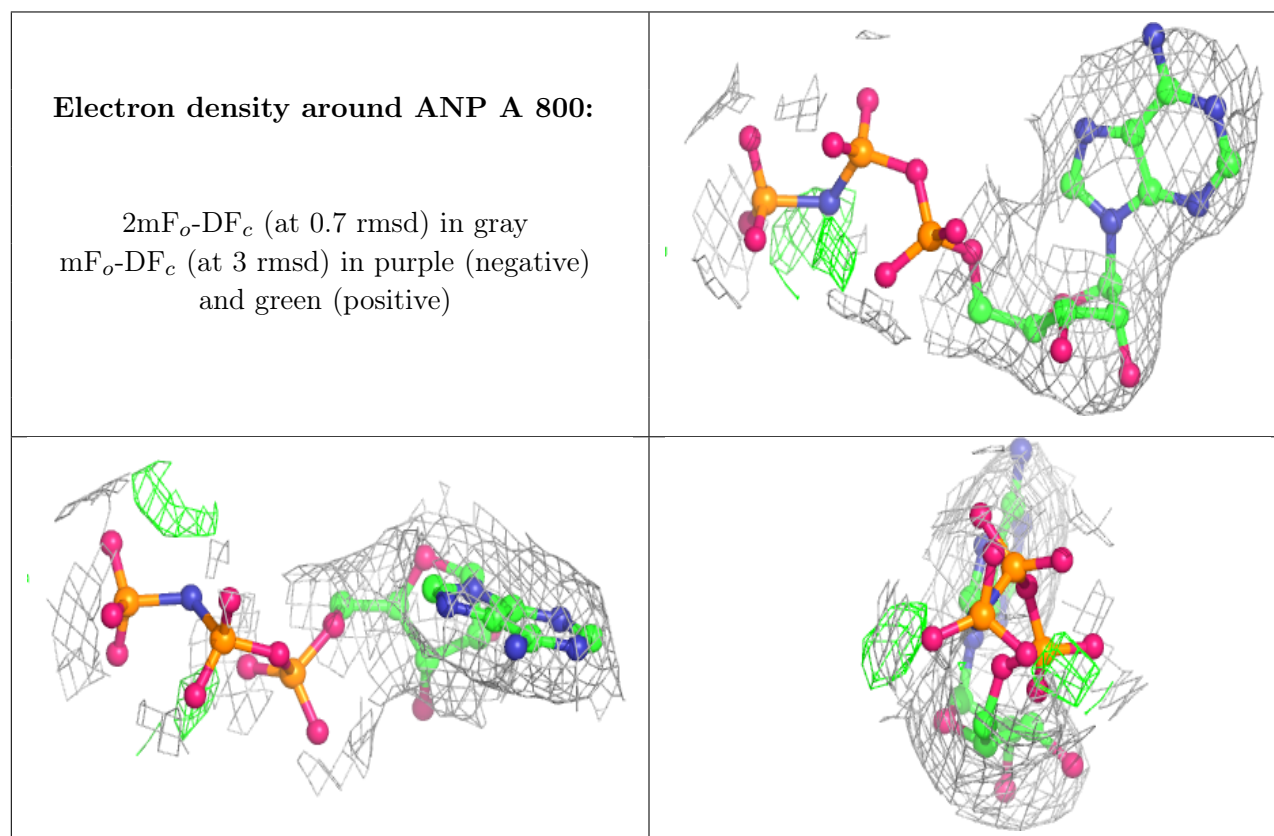 Electron density around ANP A 800:
2mFo-DFc (at 0.7 rmsd) in gray
mFo-DFc (at 3 rmsd) in purple (negative)
and green (positive)